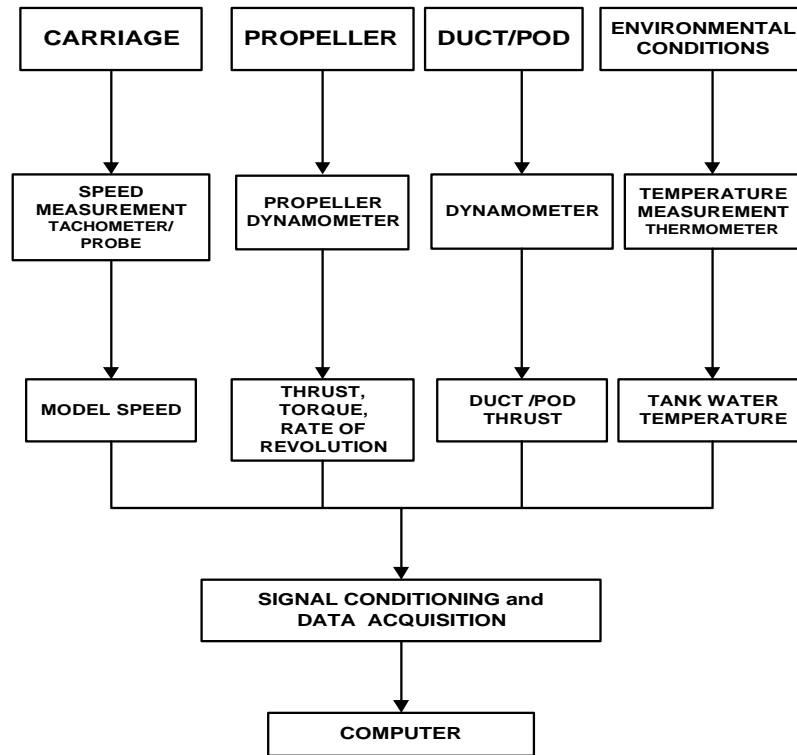 CARRIAGE
PROPELLER
DUCT/POD
ENVIRONMENTAL
CONDITIONS
SPEED
MEASUREMENT
TACHOMETER/
PROBE
PROPELLER
DYNAMOMETER
DYNAMOMETER
TEMPERATURE
MEASUREMENT
THERMOMETER
MODEL SPEED
THRUST,
TORQUE,
RATE OF
REVOLUTION
DUCT /POD
THRUST
TANK WATER
TEMPERATURE
SIGNAL CONDITIONING and
DATA ACQUISITION
COMPUTER